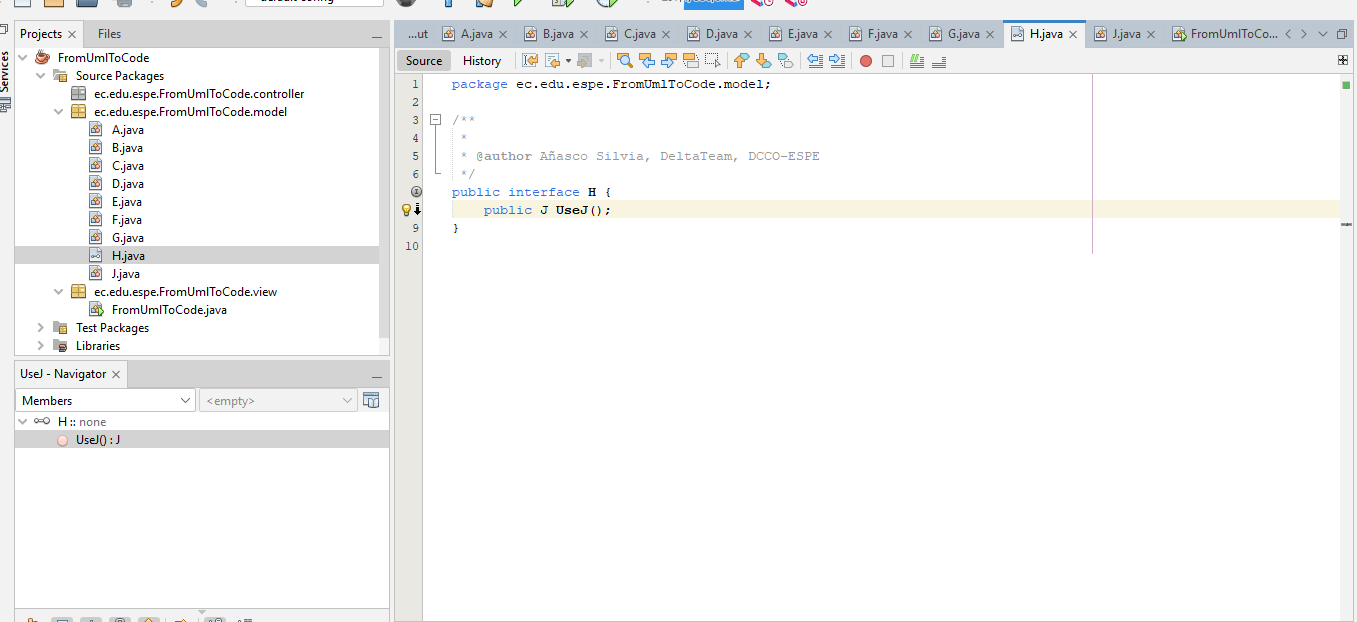 Projects Files
Services
FromUmlToCode
Source Packages
ec.edu.espe.FromUmlToCode.controller
ec.edu.espe.FromUmlToCode.model
A.java
B.java
C.java
D.java
E.java
F.java
G.java
H.java
J.java
ec.edu.espe.FromUmlToCode.view
FromUmlToCode.java
Test Packages
Libraries
UseJ - Navigator
Members <empty>
H :: none
UseJ() : J
...ut A.java B.java C.java D.java E.java F.java G.java H.java J.java FromUmlToCo...
Source History
1 package ec.edu.espe.FromUmlToCode.model;
2
3 /**
4 *
5 * @author Añasco Silvia, DeltaTeam, DCCO-ESPE
6 */
public interface H {
public J UseJ();
9 }
10